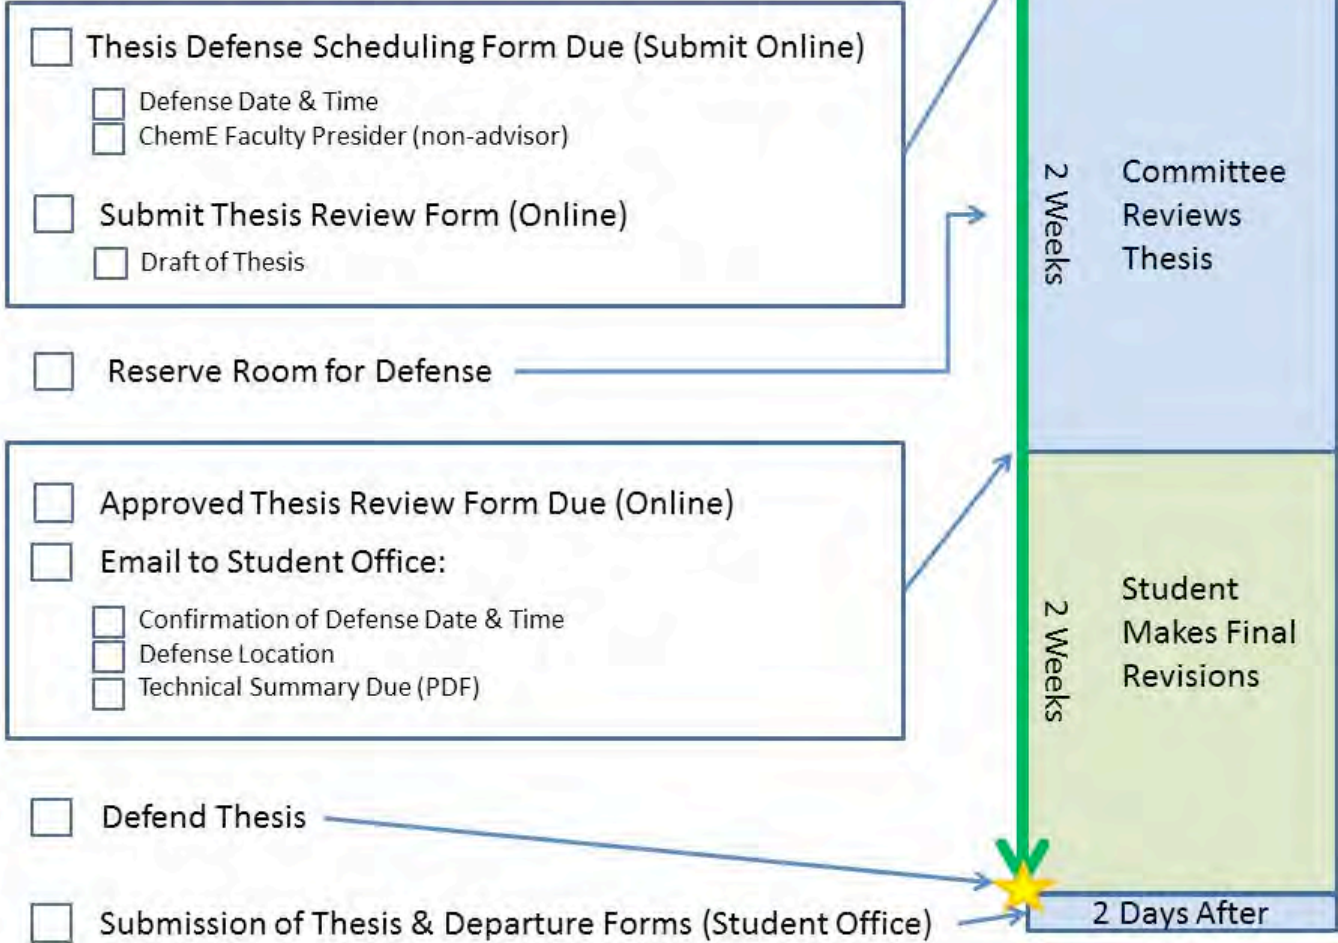 Thesis Defense Scheduling Form Due (Submit Online)
Defense Date & Time
ChemE Faculty Presider (non-advisor)
Submit Thesis Review Form (Online)
Draft of Thesis
Reserve Room for Defense
Approved Thesis Review Form Due (Online)
Email to Student Office:
Confirmation of Defense Date & Time
Defense Location
Technical Summary Due (PDF)
Defend Thesis
Submission of Thesis & Departure Forms (Student Office)
2 Weeks
Committee
Reviews
Thesis
2 Weeks
Student
Makes Final
Revisions
2 Days After